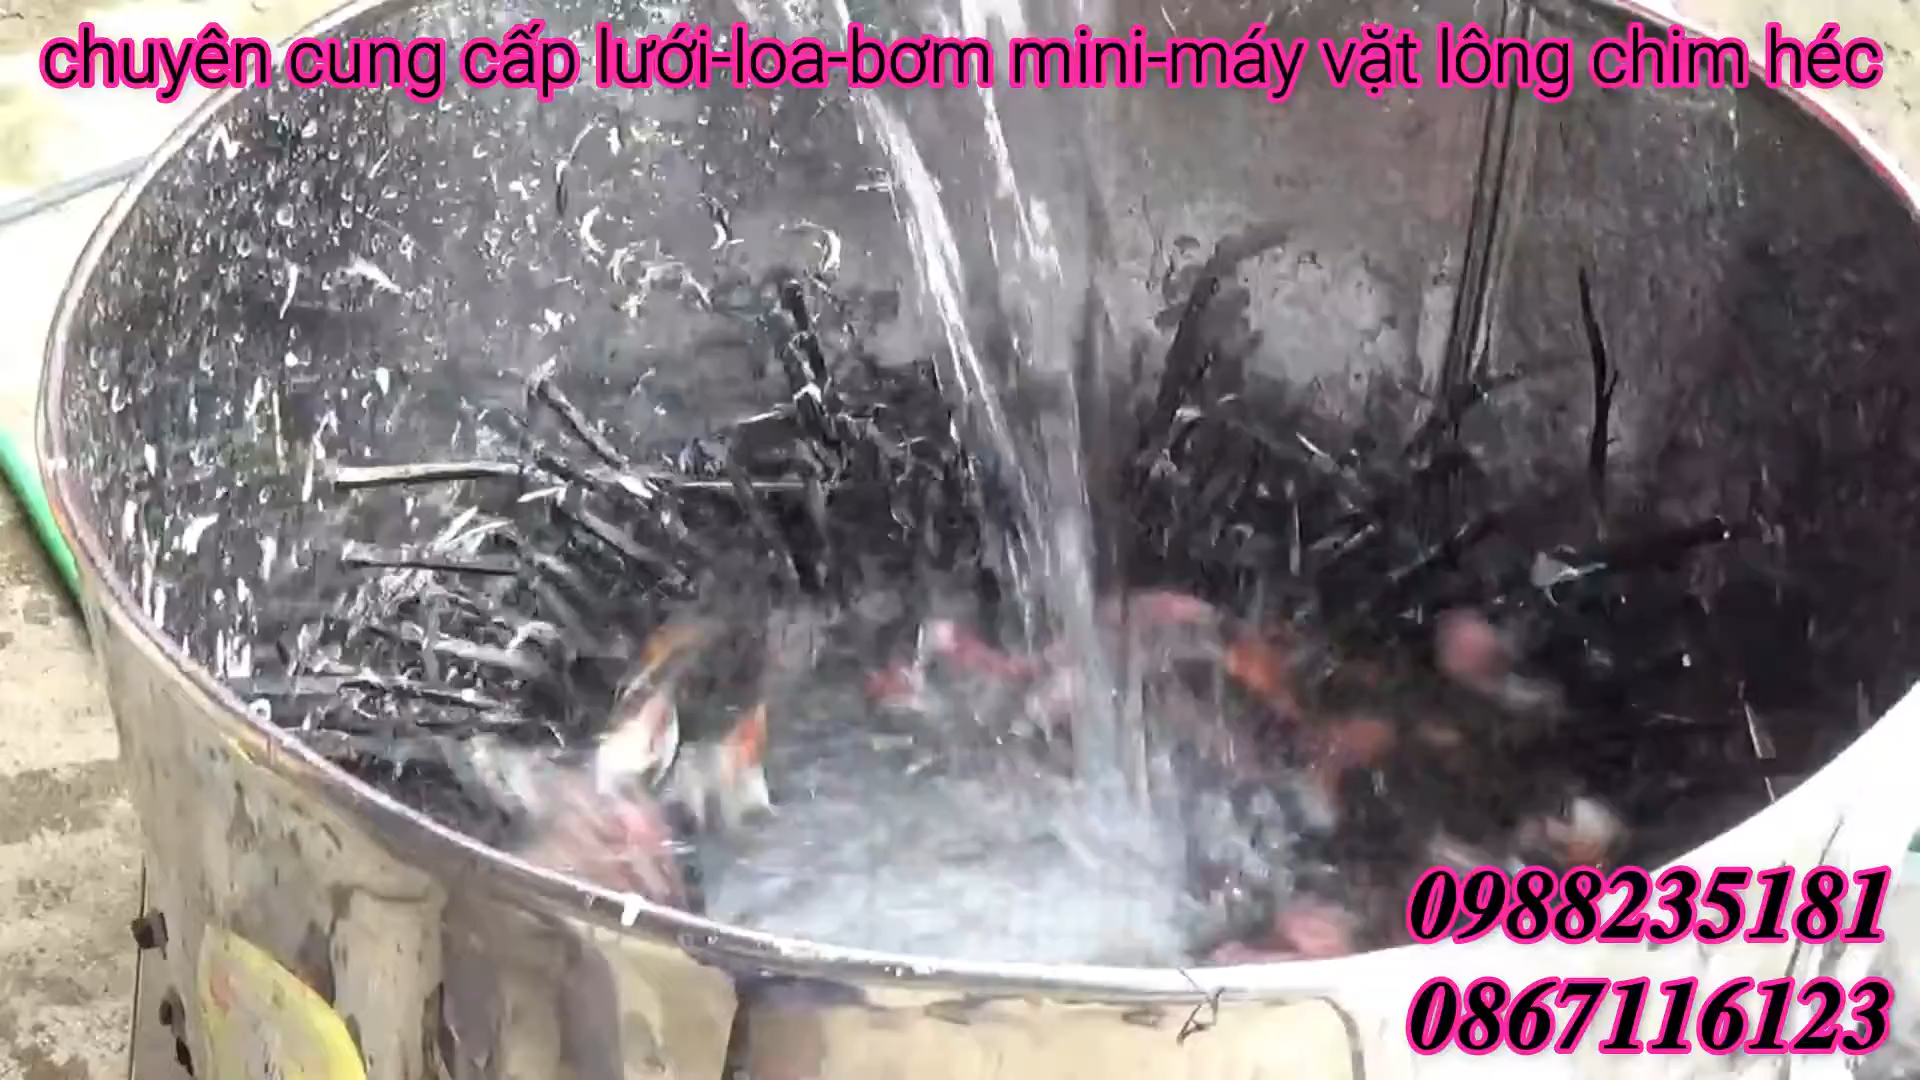 chuyên cung cấp lưới-loa-bơm mini-máy vặt lông chim héc
0988235181
0867116123